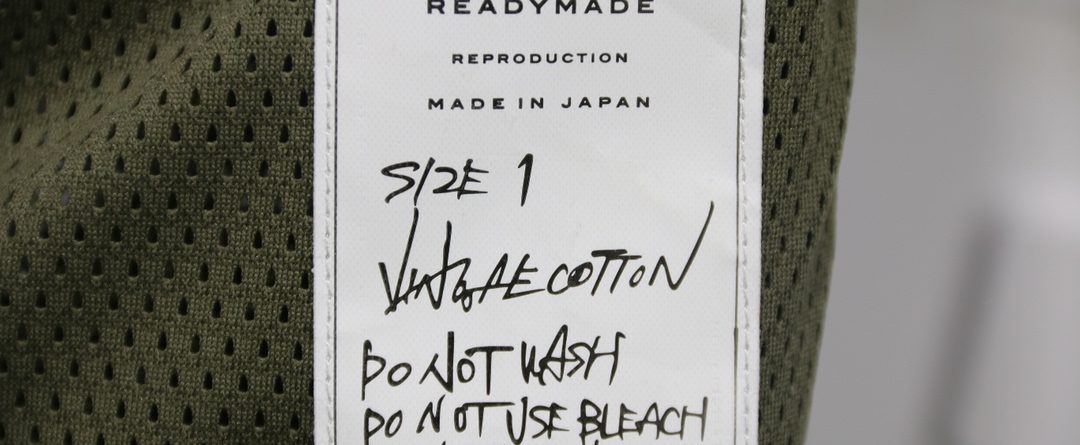 READYMADE
REPRODUCTION
MADE IN JAPAN
SIZE 1
VINTAGE COTTON
DO NOT WASH
DO NOT USE BLEACH